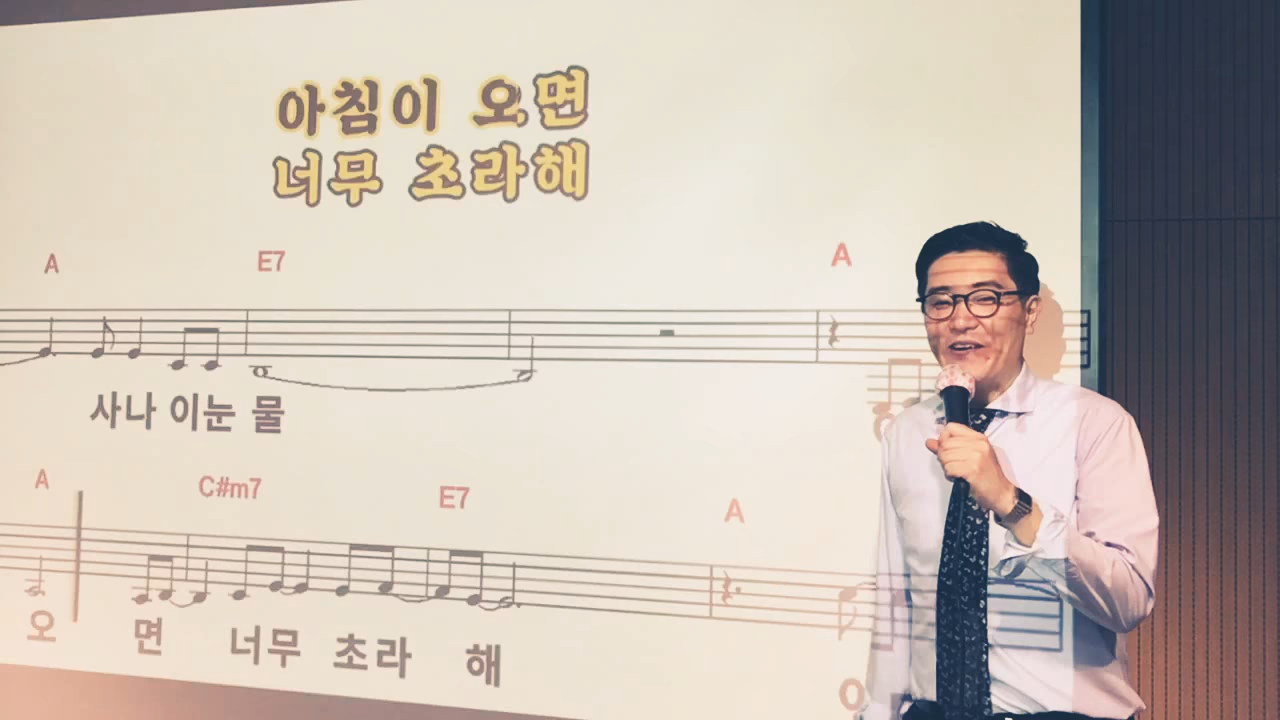 아침이 오면
너무 초라해
A E7 A
사나 이눈 물
A C#m7 E7 A
오 면 너무 초라 해